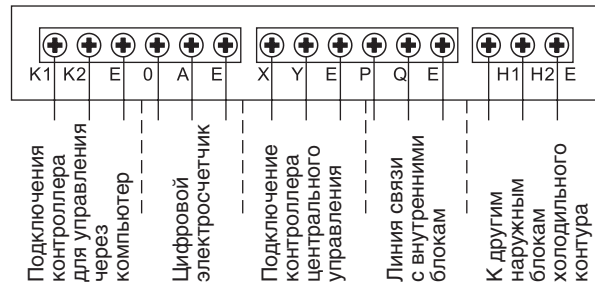 K1 K2 E 0 A E X Y E P Q E H1 H2 E
Подключения
контроллера
для управления
через
компьютер
Цифровой
электросчетчик
Подключение
контроллера
центрального
управления
Линия связи
с внутренними
блокам
К другим
наружным
блокам
холодильного
контура